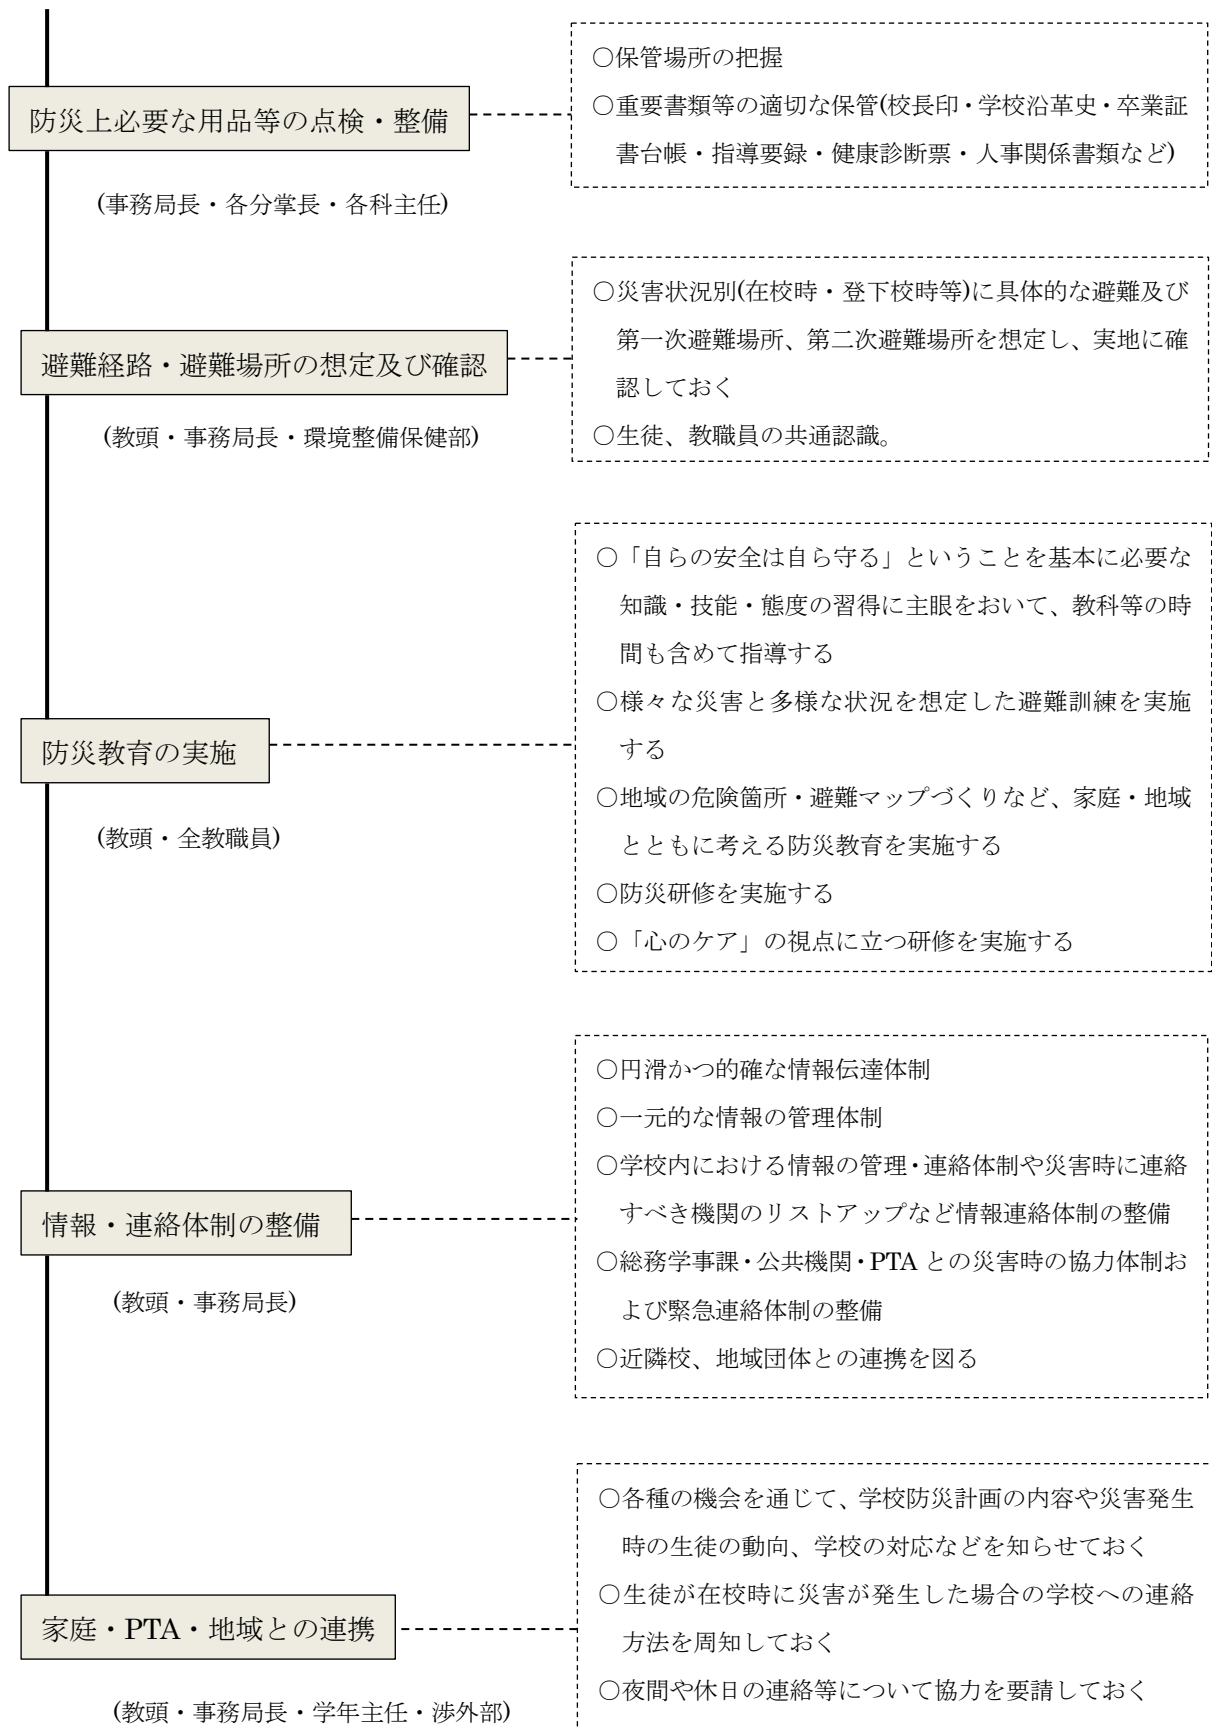 防災上必要な用品等の点検・整備
(事務局長・各分掌長・各科主任)
○保管場所の把握
○重要書類等の適切な保管(校長印・学校沿革史・卒業証
書台帳・指導要録・健康診断票・人事関係書類など)
避難経路・避難場所の想定及び確認
(教頭・事務局長・環境整備保健部)
○災害状況別(在校時・登下校時等)に具体的な避難及び
第一次避難場所、第二次避難場所を想定し、実地に確
認しておく
○生徒、教職員の共通認識。
防災教育の実施
(教頭・全教職員)
○「自らの安全は自ら守る」ということを基本に必要な
知識・技能・態度の習得に主眼をおいて、教科等の時
間も含めて指導する
○様々な災害と多様な状況を想定した避難訓練を実施
する
○地域の危険箇所・避難マップづくりなど、家庭・地域
とともに考える防災教育を実施する
○防災研修を実施する
○「心のケア」の視点に立つ研修を実施する
情報・連絡体制の整備
(教頭・事務局長)
○円滑かつ的確な情報伝達体制
○一元的な情報の管理体制
○学校内における情報の管理・連絡体制や災害時に連絡
すべき機関のリストアップなど情報連絡体制の整備
○総務学事課・公共機関・PTA との災害時の協力体制お
よび緊急連絡体制の整備
○近隣校、地域団体との連携を図る
家庭・PTA・地域との連携
(教頭・事務局長・学年主任・渉外部)
○各種の機会を通じて、学校防災計画の内容や災害発生
時の生徒の動向、学校の対応などを知らせておく
○生徒が在校時に災害が発生した場合の学校への連絡
方法を周知しておく
○夜間や休日の連絡等について協力を要請しておく